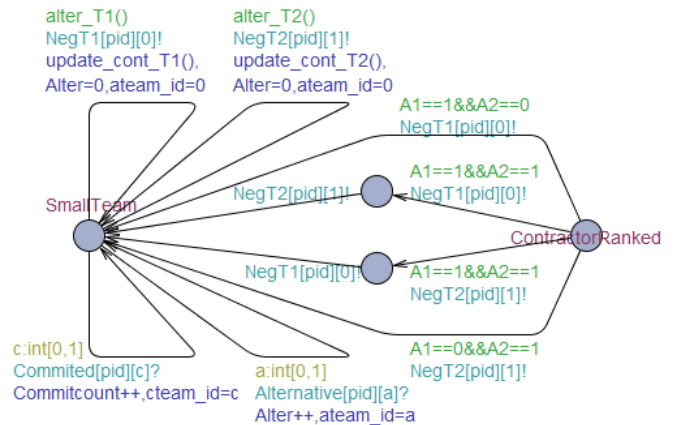 alter_T1()
NegT1[pid][0]!
update_cont_T1(),
Alter=0,ateam_id=0
alter_T2()
NegT2[pid][1]!
update_cont_T2(),
Alter=0,ateam_id=0
A1==1&&A2==0
NegT1[pid][0]!
A1==1&&A2==1
NegT1[pid][0]!
NegT2[pid][1]!
SmallTeam
ContractorRanked
NegT1[pid][0]!
A1==1&&A2==1
NegT2[pid][1]!
A1==0&&A2==1
NegT2[pid][1]!
c:int[0,1]
Commited[pid][c]?
Commitcount++,cteam_id=c
a:int[0,1]
Alternative[pid][a]?
Alter++,ateam_id=a